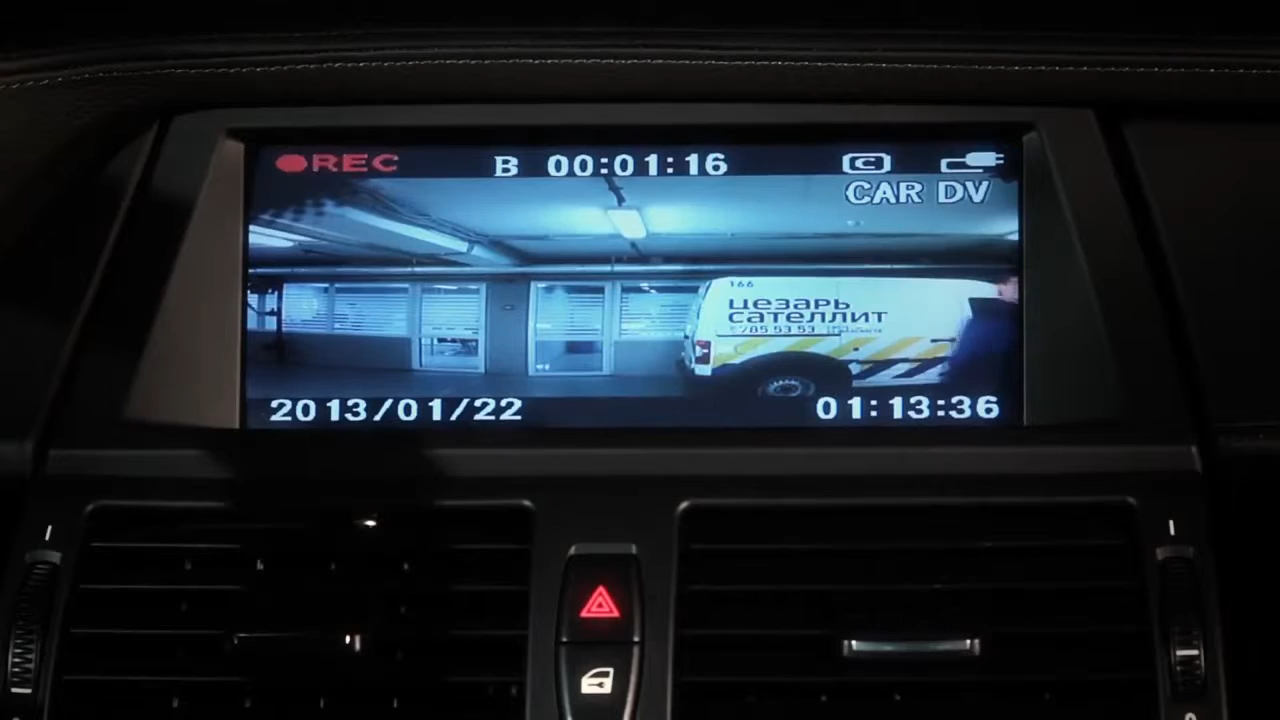 REC B 00:01:16 C
CAR DV
166
цезарь
сателлит
785 53 53
2013/01/22 01:13:36